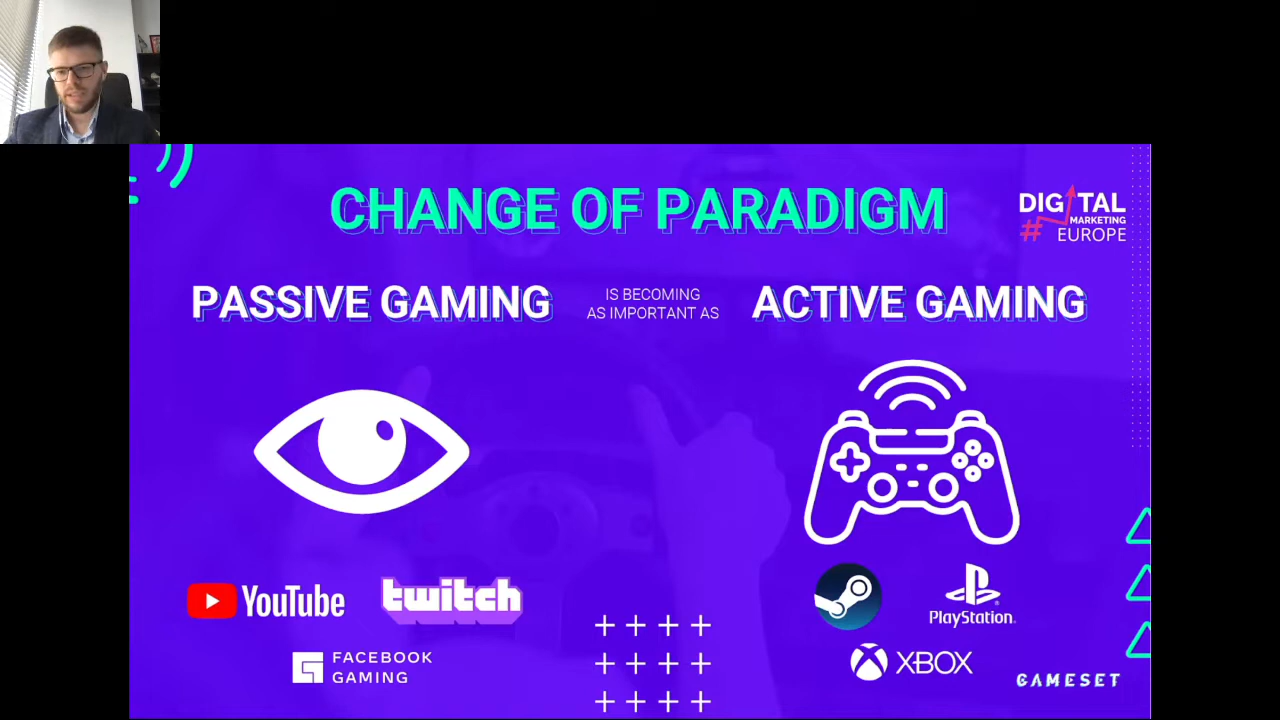 CHANGE OF PARADIGM
DIGITAL
MARKETING
# EUROPE
PASSIVE GAMING
IS BECOMING
AS IMPORTANT AS
ACTIVE GAMING
YouTube
twitch
FACEBOOK
GAMING
PlayStation
XBOX
GAMESET